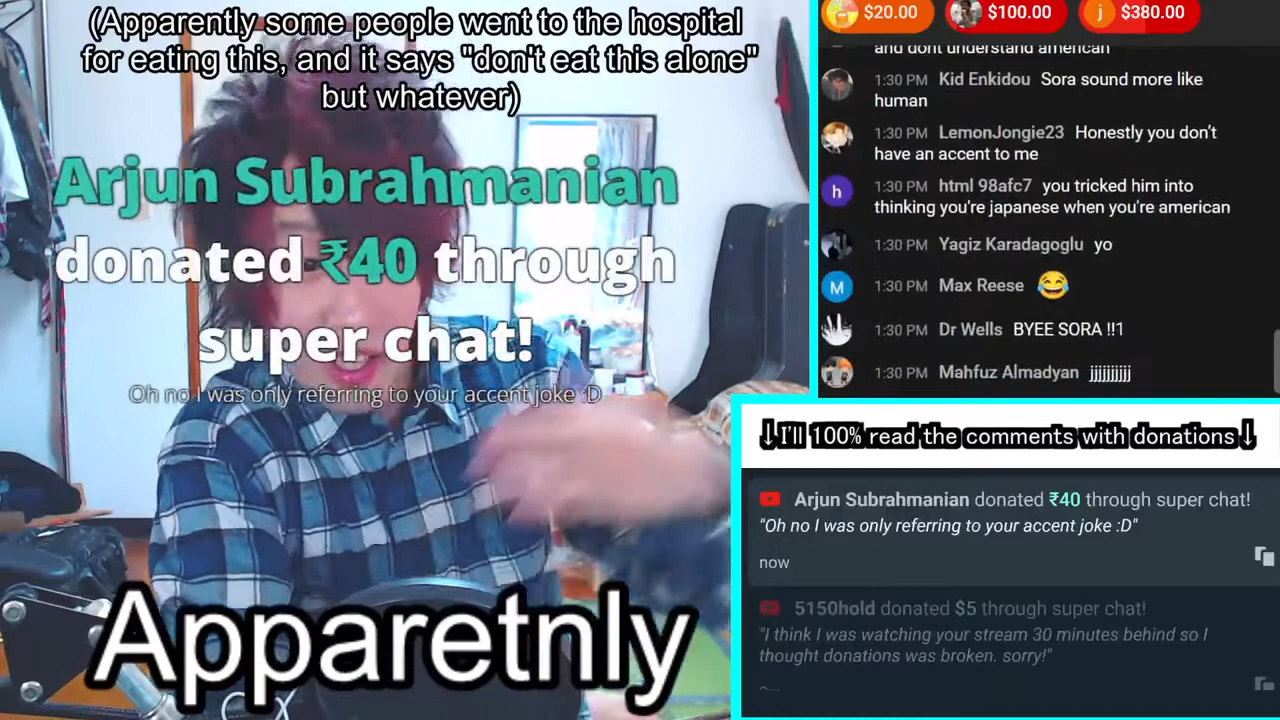 (Apparently some people went to the hospital
for eating this, and it says "don't eat this alone"
but whatever)
Arjun Subrahmanian
donated ₹40 through
super chat!
Oh no I was only referring to your accent joke :D
Apparetnly
$20.00
$100.00
j $380.00
and dont understand american
1:30 PM Kid Enkidou Sora sound more like
human
1:30 PM LemonJongie23 Honestly you don't
have an accent to me
h 1:30 PM html 98afc7 you tricked him into
thinking you're japanese when you're american
1:30 PM Yagiz Karadagoglu yo
M 1:30 PM Max Reese 😂
1:30 PM Dr Wells BYEE SORA !!1
1:30 PM Mahfuz Almadyan jjjjjjjjjj
↓I'll 100% read the comments with donations↓
Arjun Subrahmanian donated ₹40 through super chat!
"Oh no I was only referring to your accent joke :D"
now
5150hold donated $5 through super chat!
"I think I was watching your stream 30 minutes behind so I
thought donations was broken. sorry!"